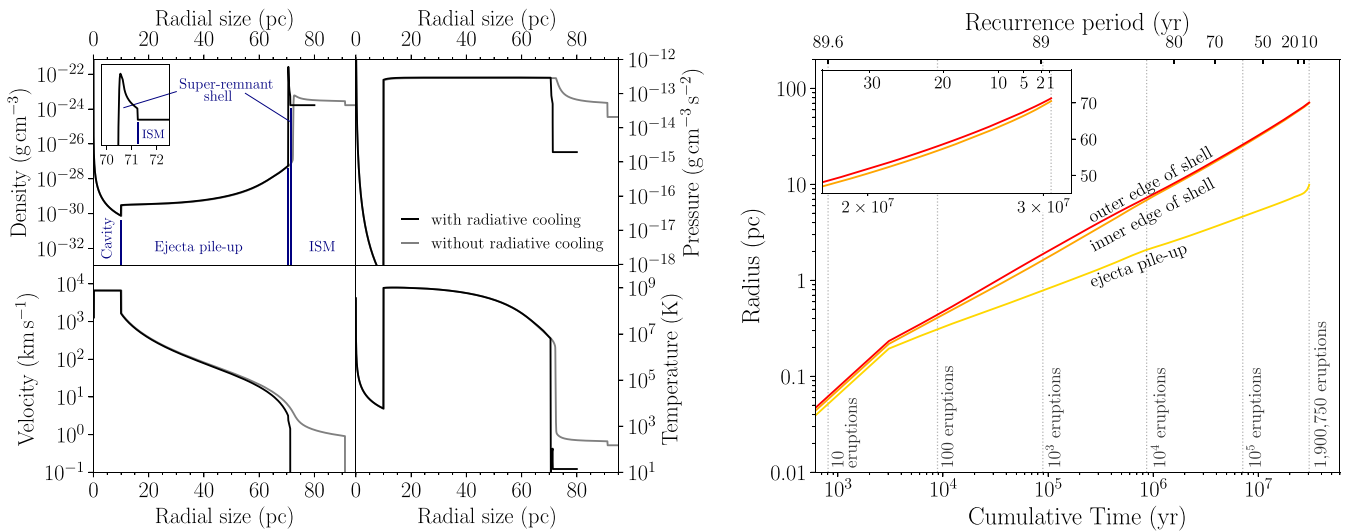 Radial size (pc)
Radial size (pc)
0 20 40 60 80
0 20 40 60 80
Density (g cm⁻³)
10⁻²²
10⁻²⁴
10⁻²⁶
10⁻²⁸
10⁻³⁰
10⁻³²
Super-remnant
shell
ISM
70 71 72
Cavity
Ejecta pile-up
ISM
with radiative cooling
without radiative cooling
Pressure (g cm⁻³ s⁻²)
10⁻¹²
10⁻¹³
10⁻¹⁴
10⁻¹⁵
10⁻¹⁶
10⁻¹⁷
10⁻¹⁸
Velocity (km s⁻¹)
10⁴
10³
10²
10¹
10⁰
10⁻¹
Temperature (K)
10⁹
10⁷
10⁵
10³
10¹
0 20 40 60 80
0 20 40 60 80
Radial size (pc)
Radial size (pc)
Recurrence period (yr)
89.6 89 80 70 50 20 10
Radius (pc)
100
10
1
0.1
0.01
30 20 10 5 2 1
70
60
50
2 × 10⁷ 3 × 10⁷
outer edge of shell
inner edge of shell
ejecta pile-up
10
eruptions
100 eruptions
10³ eruptions
10⁴ eruptions
10⁵ eruptions
1,900,750 eruptions
10³ 10⁴ 10⁵ 10⁶ 10⁷
Cumulative Time (yr)